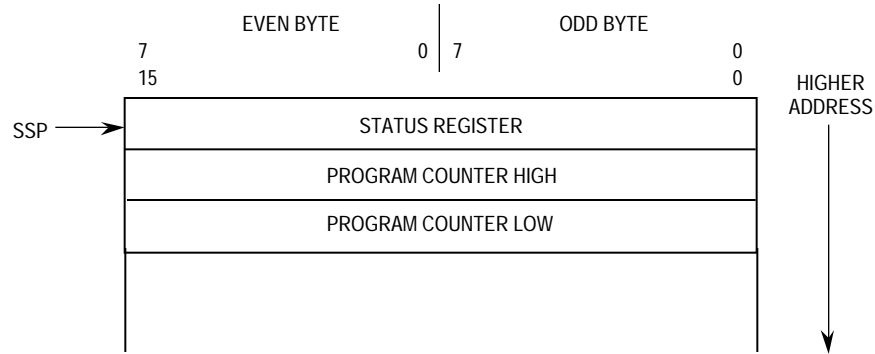 EVEN BYTE ODD BYTE
7 0 7 0
15 0
HIGHER
ADDRESS
SSP STATUS REGISTER
PROGRAM COUNTER HIGH
PROGRAM COUNTER LOW